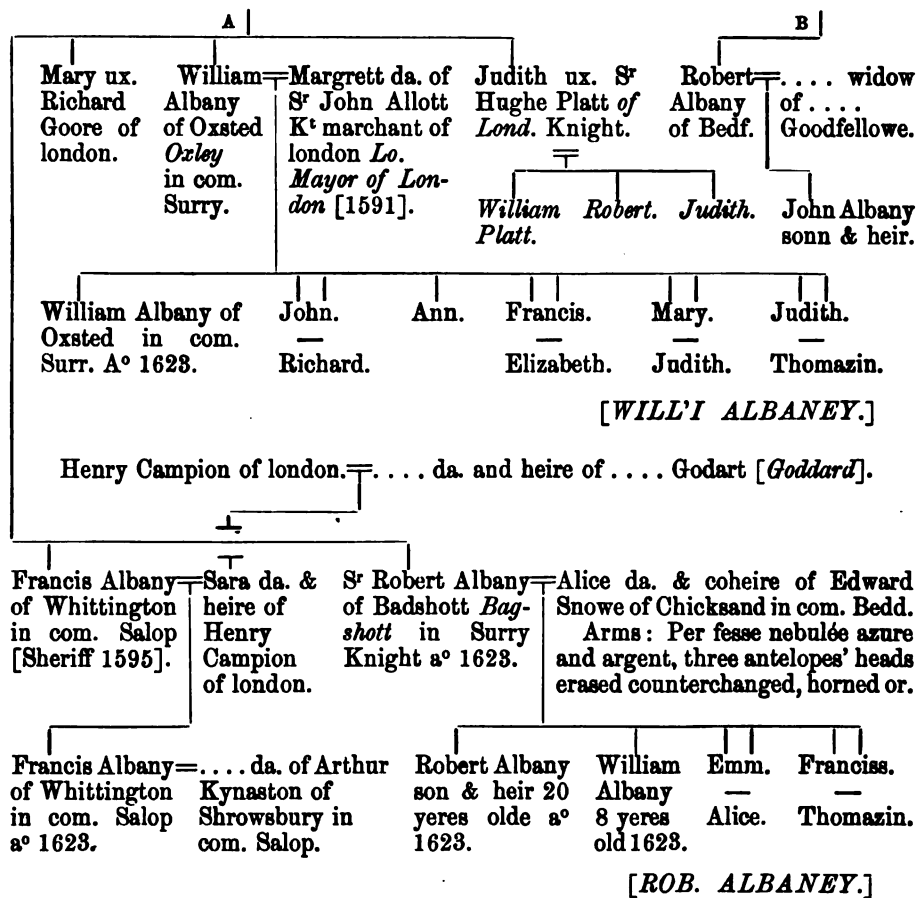 A B
Mary ux.
Richard
Goore of
london.
William
Albany
of Oxsted
Oxley
in com.
Surry.
Margrett da. of
Sr John Allott
Kt marchant of
london Lo.
Mayor of Lon-
don [1591].
Judith ux. Sr
Hughe Platt of
Lond. Knight.
Robert
Albany
of Bedf.
.... widow
of ....
Goodfellowe.
William
Platt.
Robert.
Judith.
John Albany
sonn & heir.
William Albany of
Oxsted in com.
Surr. Ao 1623.
John.
—
Richard.
Ann.
Francis.
—
Elizabeth.
Mary.
—
Judith.
Judith.
—
Thomazin.
[WILL'I ALBANEY.]
Henry Campion of london. = .... da. and heire of .... Godart [Goddard].
Francis Albany
of Whittington
in com. Salop
[Sheriff 1595].
Sara da. &
heire of
Henry
Campion
of london.
Sr Robert Albany
of Badshott Bag-
shott in Surry
Knight ao 1623.
Alice da. & coheire of Edward
Snowe of Chicksand in com. Bedd.
Arms: Per fesse nebulée azure
and argent, three antelopes' heads
erased counterchanged, horned or.
Francis Albany
of Whittington
in com. Salop
ao 1623.
=.... da. of Arthur
Kynaston of
Shrowsbury in
com. Salop.
Robert Albany
son & heir 20
yeres olde ao
1623.
William
Albany
8 yeres
old 1623.
Emm.
—
Alice.
Franciss.
—
Thomazin.
[ROB. ALBANEY.]